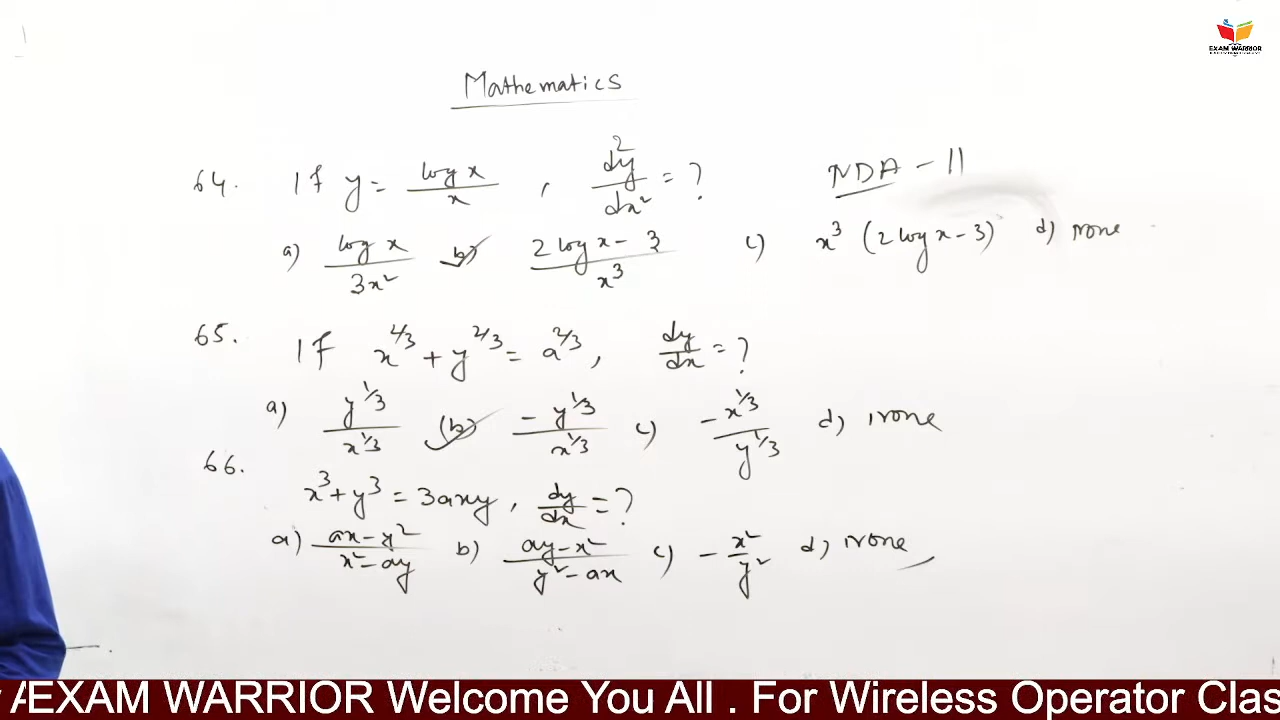 EXAM WARRIOR
Mathematics
64. If y = log x / x , d²y/dx² = ? NDA - II
a) log x / 3x² b) 2 log x - 3 / x³ c) x³ (2 log x - 3) d) none
65. If x^2/3 + y^2/3 = a^2/3 , dy/dx = ?
a) y^1/3 / x^1/3 (b) - y^1/3 / x^1/3 c) - x^1/3 / y^1/3 d) none
66.
x³ + y³ = 3axy , dy/dx = ?
a) ax - y² / x² - ay b) ay - x² / y² - ax c) - x² / y² d) none
EXAM WARRIOR Welcome You All . For Wireless Operator Clas